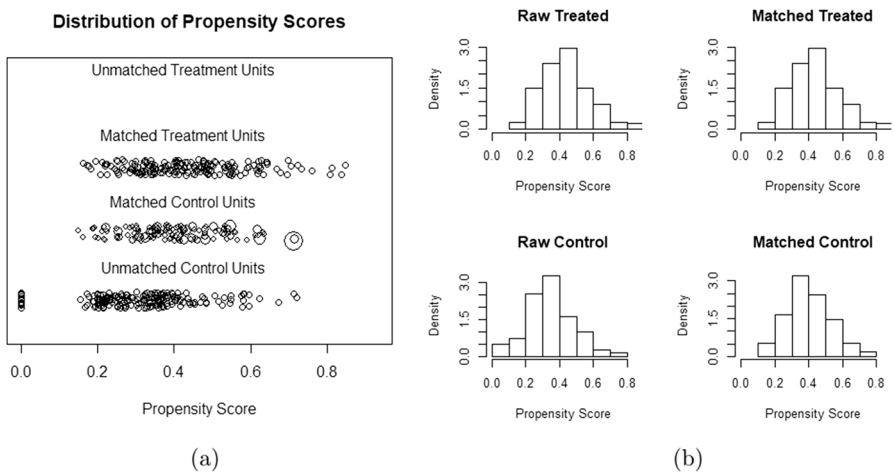 Distribution of Propensity Scores
Unmatched Treatment Units
Matched Treatment Units
Matched Control Units
Unmatched Control Units
0.0 0.2 0.4 0.6 0.8
Propensity Score
(a)
Raw Treated
Density
0.0 1.5 3.0
0.0 0.2 0.4 0.6 0.8
Propensity Score
Matched Treated
Density
0.0 1.5 3.0
0.0 0.2 0.4 0.6 0.8
Propensity Score
Raw Control
Density
0.0 1.5 3.0
0.0 0.2 0.4 0.6 0.8
Propensity Score
Matched Control
Density
0.0 1.5 3.0
0.0 0.2 0.4 0.6 0.8
Propensity Score
(b)